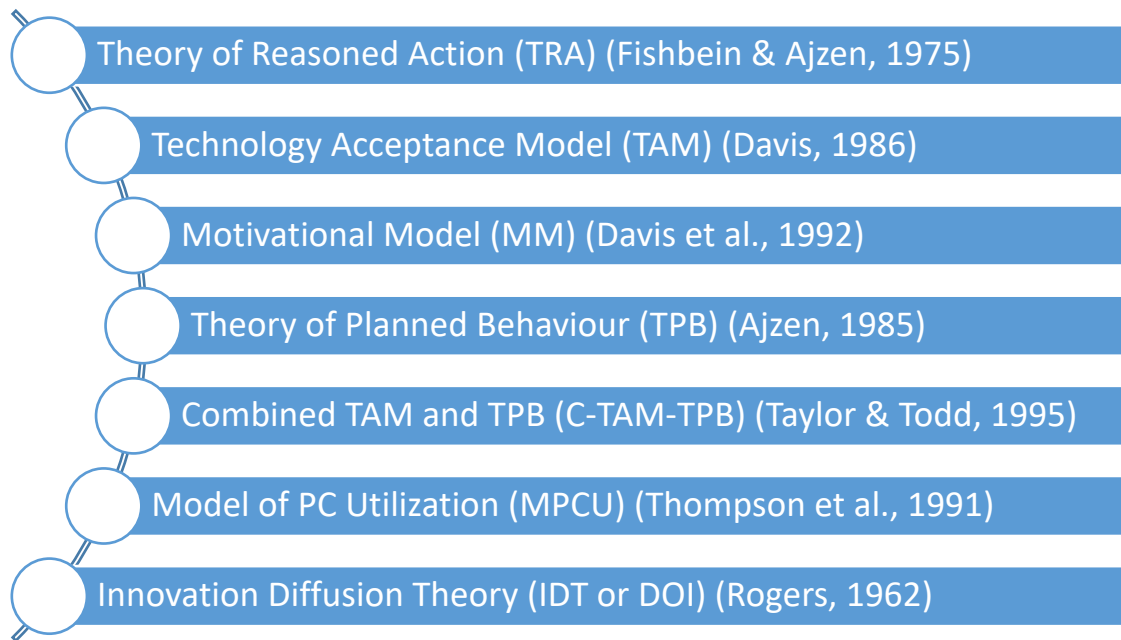 Theory of Reasoned Action (TRA) (Fishbein & Ajzen, 1975)
Technology Acceptance Model (TAM) (Davis, 1986)
Motivational Model (MM) (Davis et al., 1992)
Theory of Planned Behaviour (TPB) (Ajzen, 1985)
Combined TAM and TPB (C-TAM-TPB) (Taylor & Todd, 1995)
Model of PC Utilization (MPCU) (Thompson et al., 1991)
Innovation Diffusion Theory (IDT or DOI) (Rogers, 1962)